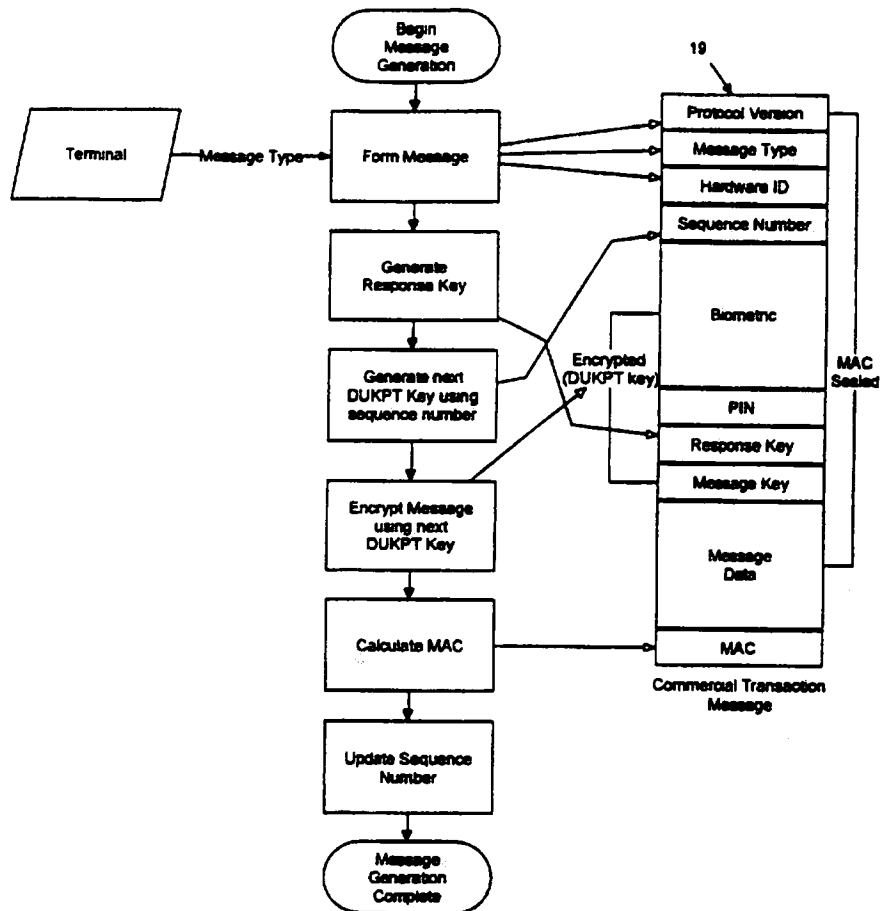 Begin
Message
Generation
19
Terminal
Message Type
Form Message
Protocol Version
Message Type
Hardware ID
Sequence Number
Generate
Response Key
Biometric
Generate next
DUKPT Key using
sequence number
Encrypted
(DUKPT key)
MAC
Sealed
PIN
Response Key
Message Key
Encrypt Message
using next
DUKPT Key
Message
Data
Calculate MAC
MAC
Commercial Transaction
Message
Update Sequence
Number
Message
Generation
Complete